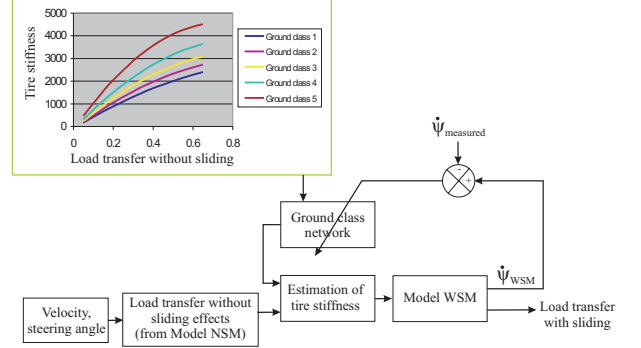 5000
4000
3000
2000
1000
0
Tire stiffness
0
0.2
0.4
0.6
0.8
Load transfer without sliding
Ground class 1
Ground class 2
Ground class 3
Ground class 4
Ground class 5
ψ̇measured
-
+
Ground class
network
Velocity,
steering angle
Load transfer without
sliding effects
(from Model NSM)
Estimation of
tire stiffness
Model WSM
ψ̇WSM
Load transfer
with sliding